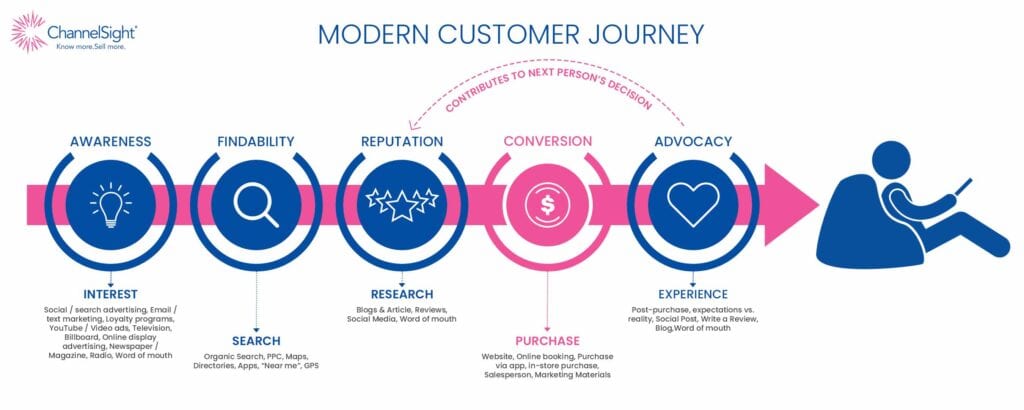 ChannelSight®
Know more.Sell more.
MODERN CUSTOMER JOURNEY
CONTRIBUTES TO NEXT PERSON'S DECISION
AWARENESS
FINDABILITY
REPUTATION
CONVERSION
ADVOCACY
$
INTEREST
Social / search advertising, Email /
text marketing, Loyalty programs,
YouTube / Video ads, Television,
Billboard, Online display
advertising, Newspaper /
Magazine, Radio, Word of mouth
SEARCH
Organic Search, PPC, Maps,
Directories, Apps, “Near me”, GPS
RESEARCH
Blogs & Article, Reviews,
Social Media, Word of mouth
PURCHASE
Website, Online booking, Purchase
via app, in-store purchase,
Salesperson, Marketing Materials
EXPERIENCE
Post-purchase, expectations vs.
reality, Social Post, Write a Review,
Blog,Word of mouth